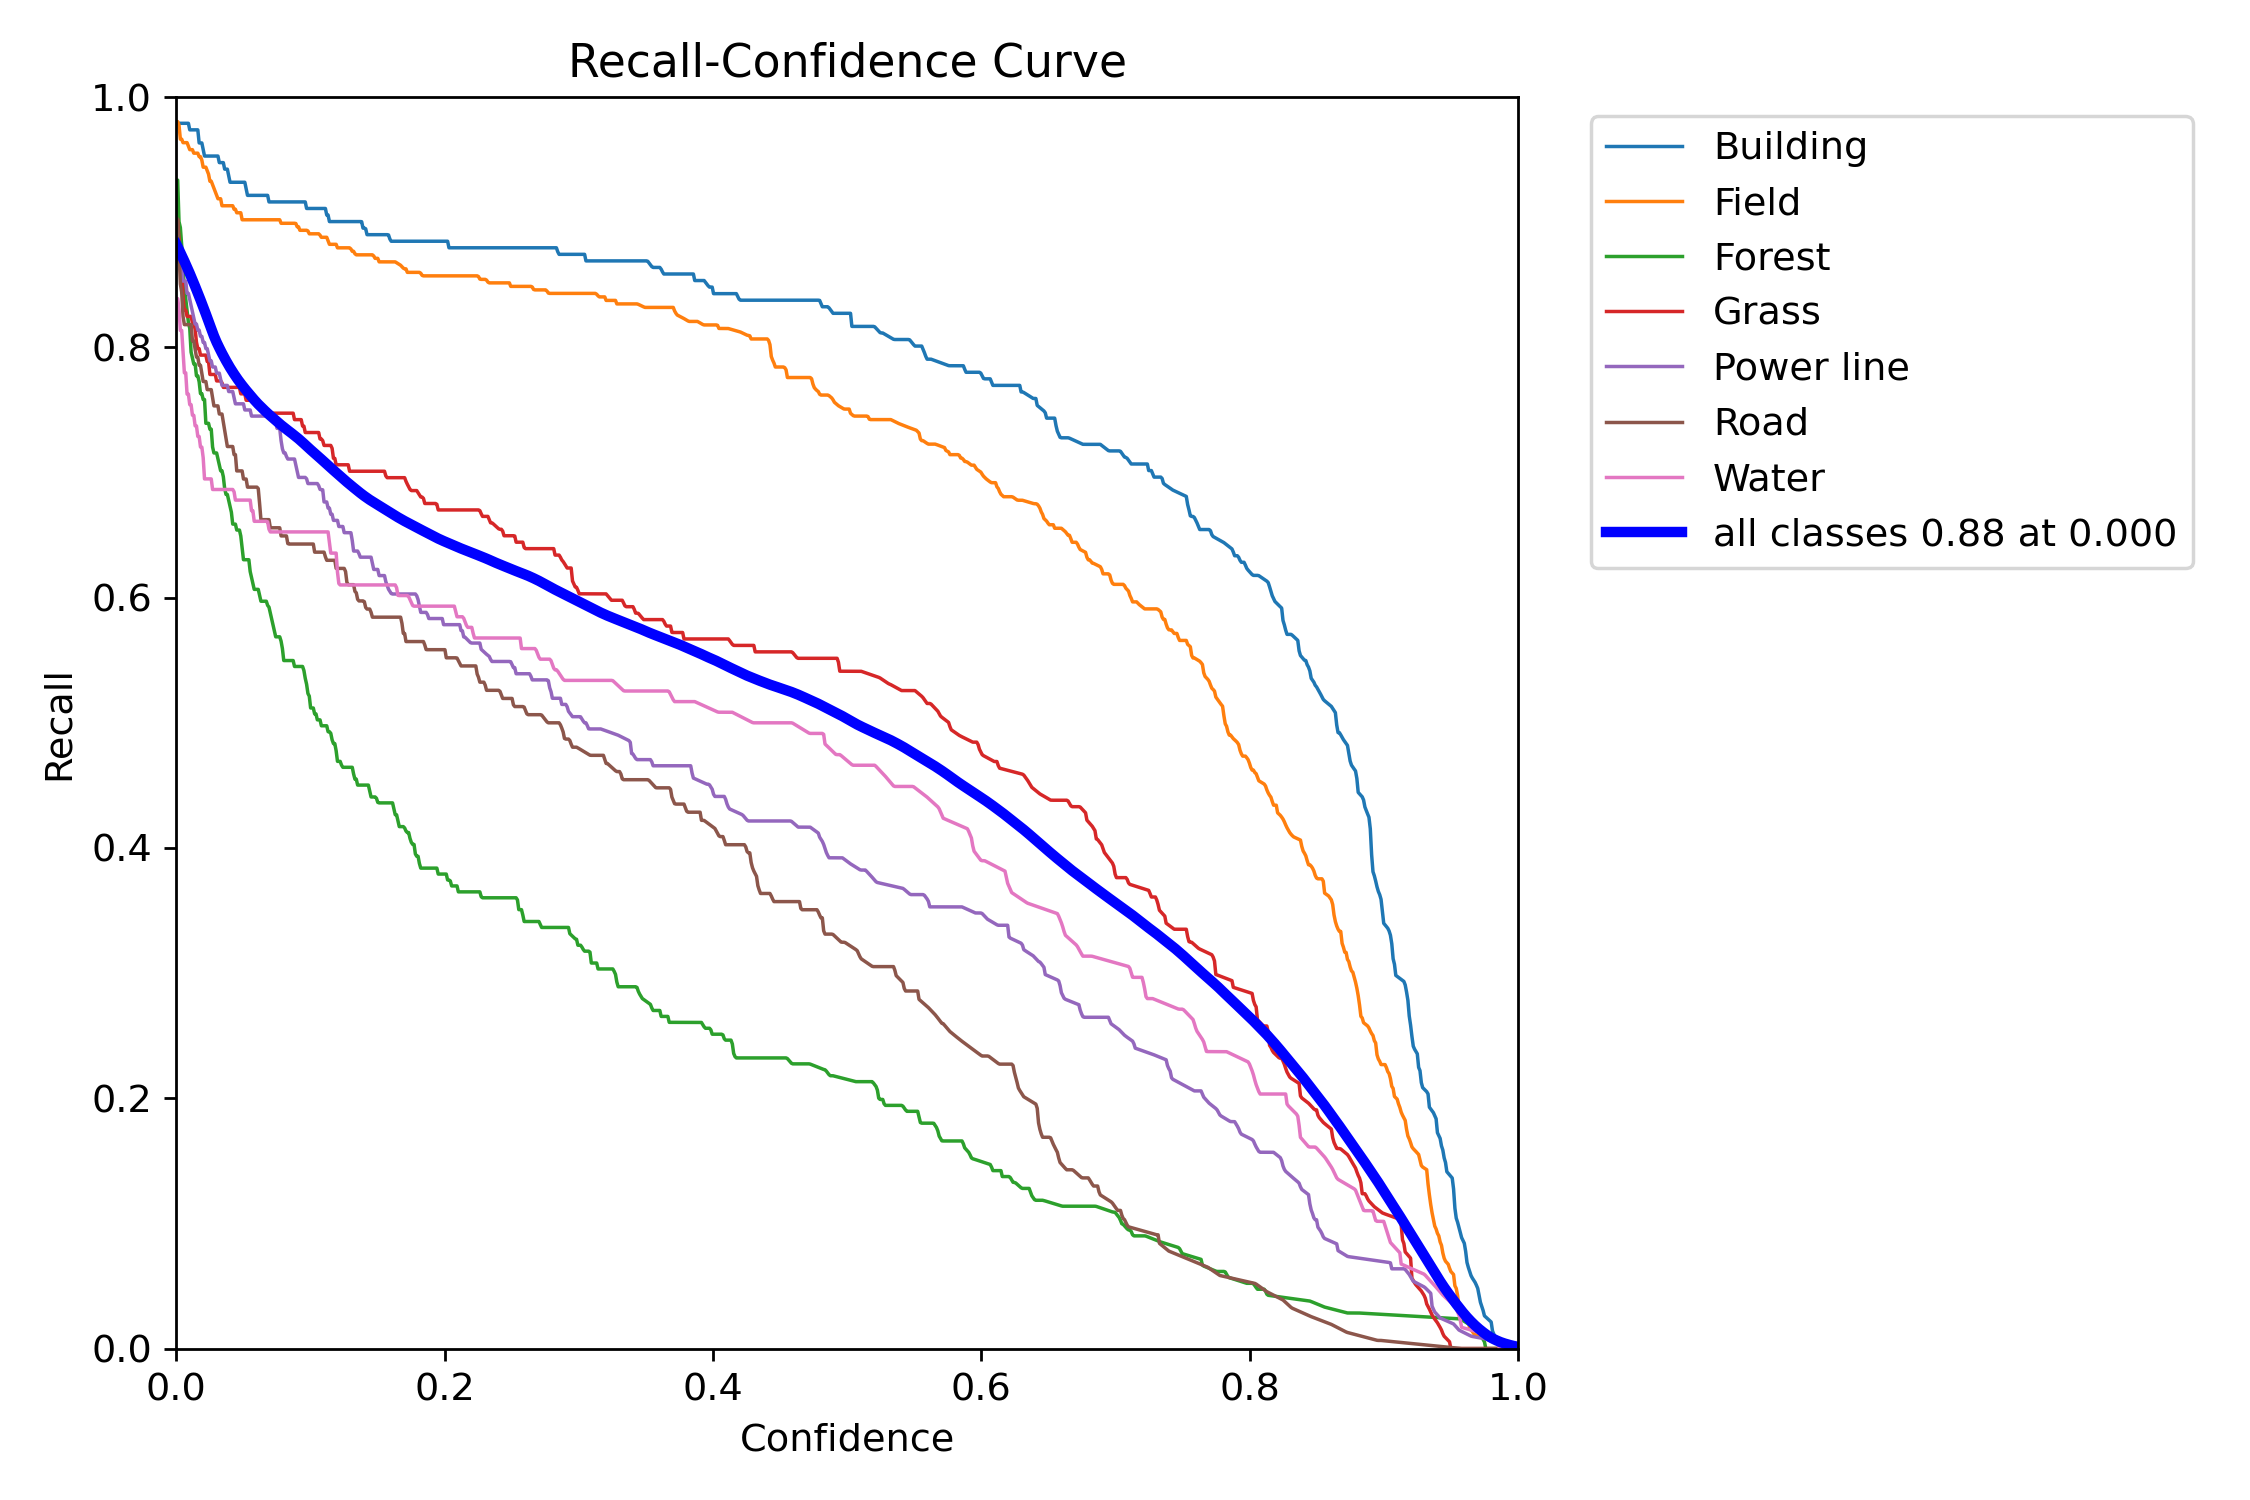 Recall-Confidence Curve
1.0
0.8
0.6
0.4
0.2
0.0
Recall
0.0 0.2 0.4 0.6 0.8 1.0
Confidence
Building
Field
Forest
Grass
Power line
Road
Water
all classes 0.88 at 0.000